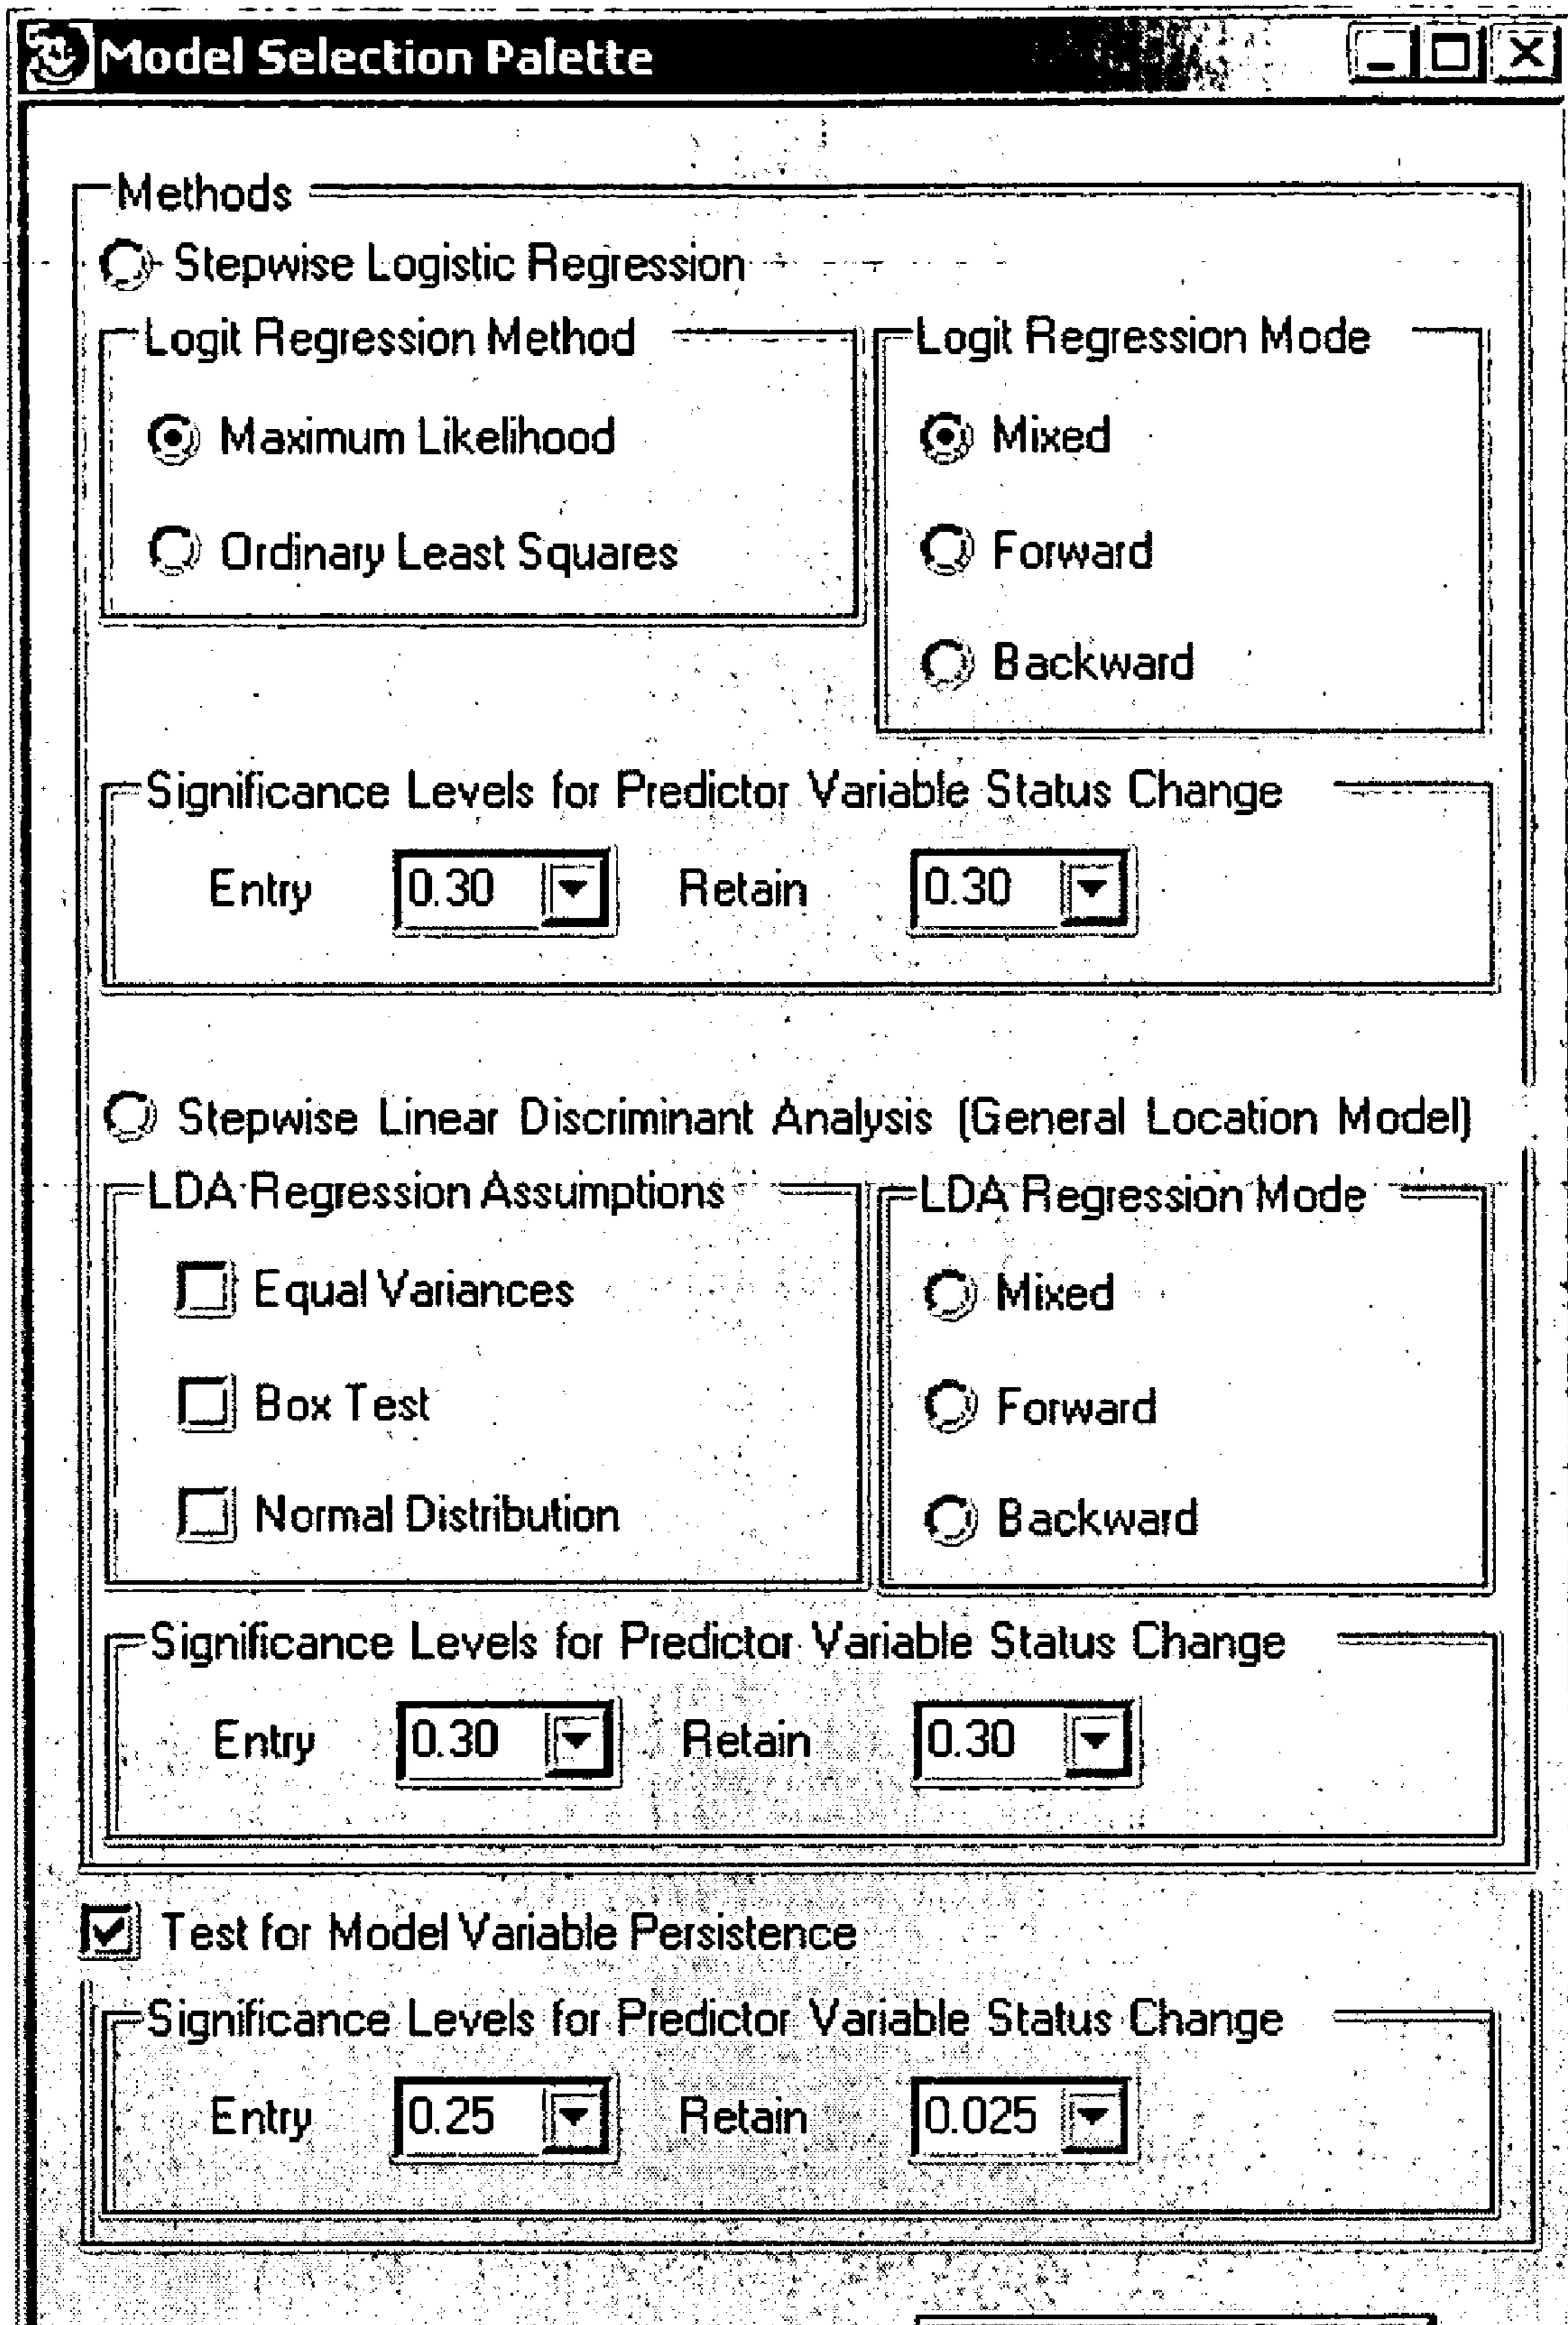 Model Selection Palette
Methods
Stepwise Logistic Regression
Logit Regression Method
Logit Regression Mode
Maximum Likelihood
Mixed
Ordinary Least Squares
Forward
Backward
Significance Levels for Predictor Variable Status Change
Entry 0.30 Retain 0.30
Stepwise Linear Discriminant Analysis (General Location Model)
LDA Regression Assumptions
LDA Regression Mode
Equal Variances
Mixed
Box Test
Forward
Normal Distribution
Backward
Significance Levels for Predictor Variable Status Change
Entry 0.30 Retain 0.30
Test for Model Variable Persistence
Significance Levels for Predictor Variable Status Change
Entry 0.25 Retain 0.025